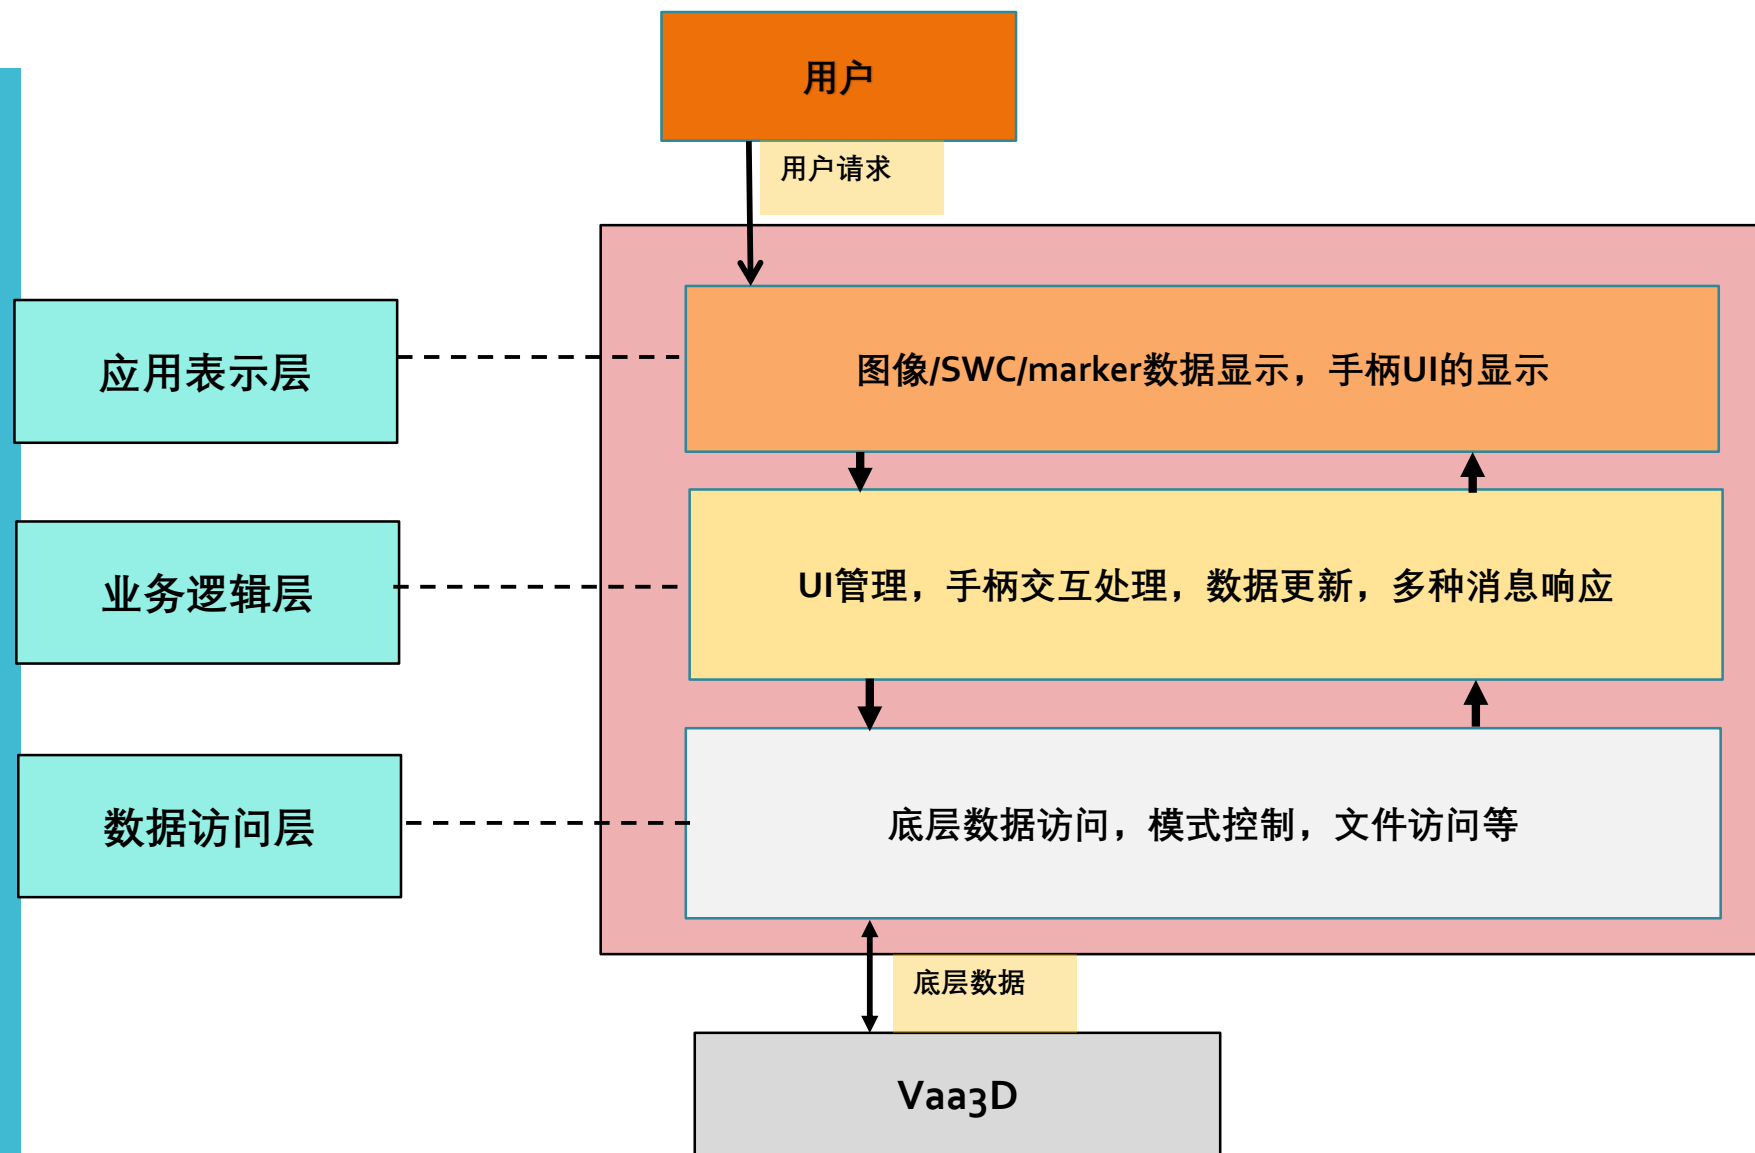 用户
用户请求
应用表示层
图像/SWC/marker数据显示，手柄UI的显示
业务逻辑层
UI管理，手柄交互处理，数据更新，多种消息响应
数据访问层
底层数据访问，模式控制，文件访问等
底层数据
Vaa3D